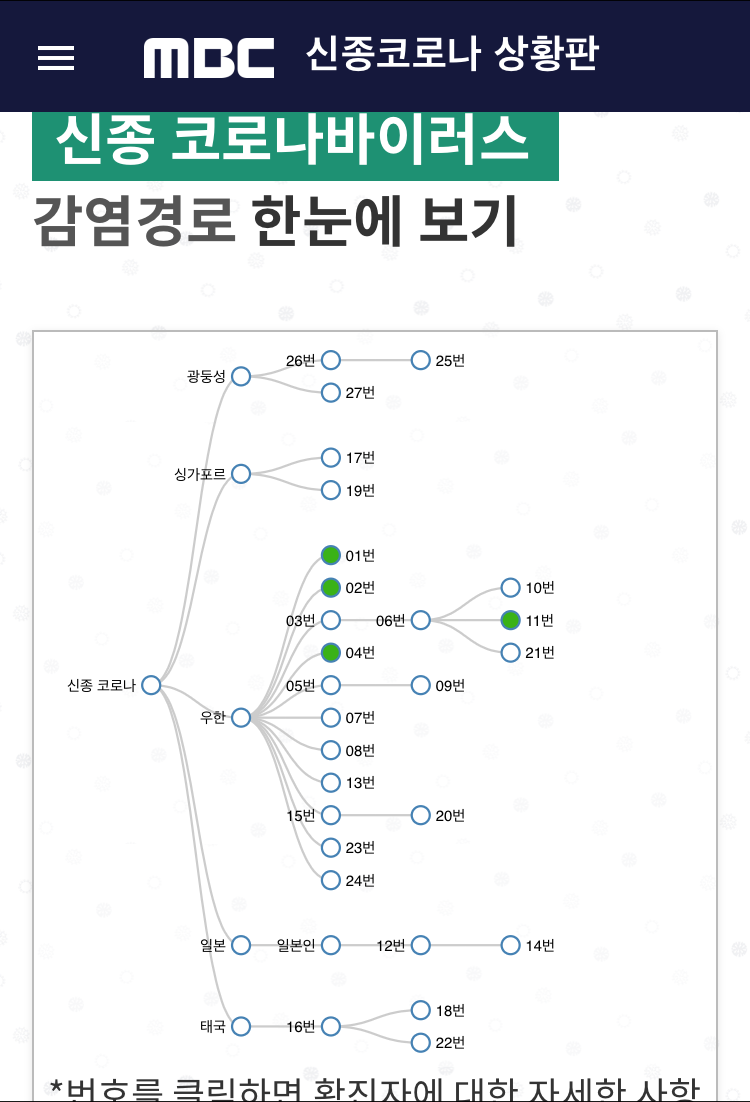 MBC 신종코로나 상황판
신종 코로나바이러스
감염경로 한눈에 보기
26번 25번
광둥성
27번
17번
싱가포르
19번
01번
02번 10번
03번 06번 11번
04번 21번
신종 코로나 05번 09번
우한 07번
08번
13번
15번 20번
23번
24번
일본 일본인 12번 14번
18번
태국 16번
22번
*번호를 클릭하면 확진자에 대한 자세한 사항